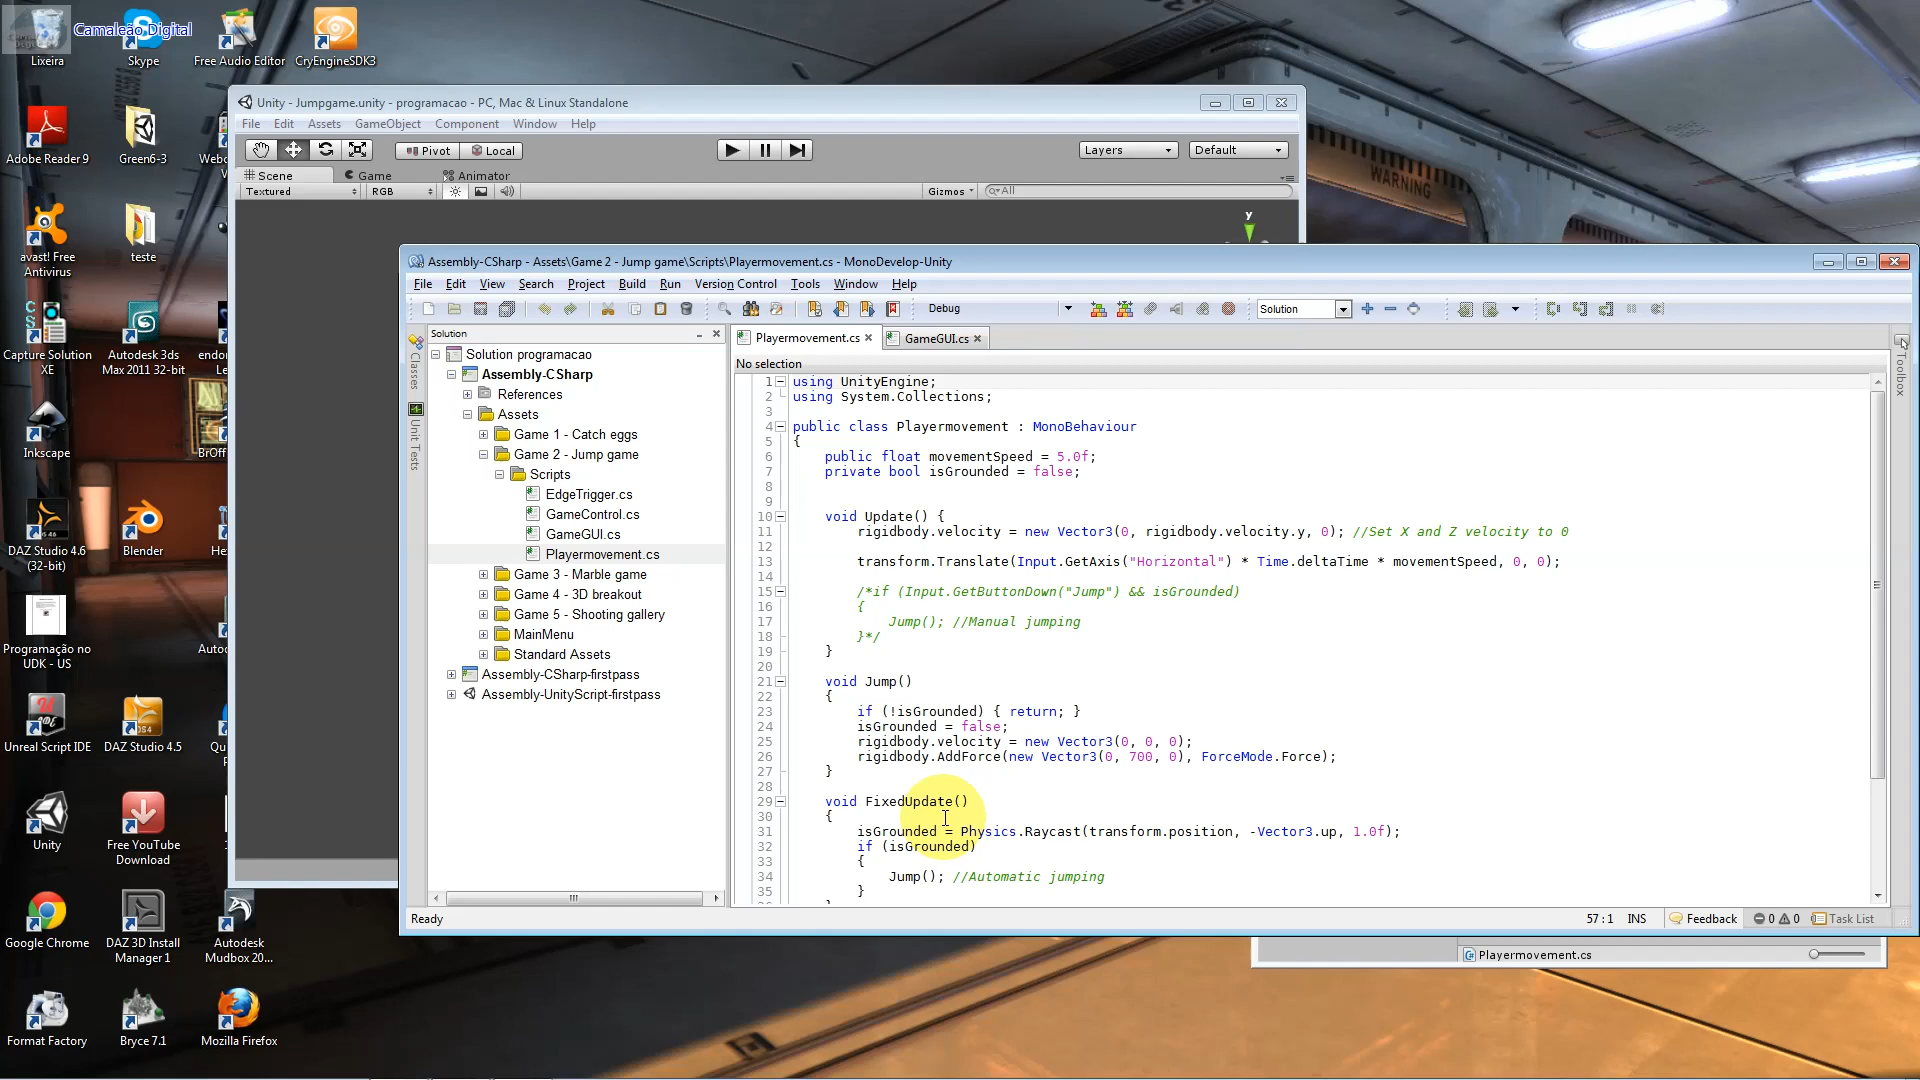 Camaleão Digital
Lixeira
Skype
Free Audio Editor
CryEngineSDK3
Adobe Reader 9
Green6-3
avast! Free
Antivirus
teste
Capture Solution
XE
Autodesk 3ds
Max 2011 32-bit
Inkscape
DAZ Studio 4.6
(32-bit)
Blender
Programação no
UDK - US
Unreal Script IDE
DAZ Studio 4.5
Unity
Free YouTube
Download
Google Chrome
DAZ 3D Install
Manager 1
Autodesk
Mudbox 20...
Format Factory
Bryce 7.1
Mozilla Firefox
WARNING
Unity - Jumpgame.unity - programacao - PC, Mac & Linux Standalone
File Edit Assets GameObject Component Window Help
Pivot Local Layers Default
Scene Game Animator
Textured RGB Gizmos All
y
Assembly-CSharp - Assets\Game 2 - Jump game\Scripts\Playermovement.cs - MonoDevelop-Unity
File Edit View Search Project Build Run Version Control Tools Window Help
Debug Solution
Solution
Classes
Unit Tests
Solution programacao
Assembly-CSharp
References
Assets
Game 1 - Catch eggs
Game 2 - Jump game
Scripts
EdgeTrigger.cs
GameControl.cs
GameGUI.cs
Playermovement.cs
Game 3 - Marble game
Game 4 - 3D breakout
Game 5 - Shooting gallery
MainMenu
Standard Assets
Assembly-CSharp-firstpass
Assembly-UnityScript-firstpass
Playermovement.cs GameGUI.cs
Toolbox
No selection
1 using UnityEngine;
2 using System.Collections;
3
4 public class Playermovement : MonoBehaviour
5 {
6 public float movementSpeed = 5.0f;
7 private bool isGrounded = false;
8
9
10 void Update() {
11 rigidbody.velocity = new Vector3(0, rigidbody.velocity.y, 0); //Set X and Z velocity to 0
12
13 transform.Translate(Input.GetAxis("Horizontal") * Time.deltaTime * movementSpeed, 0, 0);
14
15 /*if (Input.GetButtonDown("Jump") && isGrounded)
16 {
17 Jump(); //Manual jumping
18 }*/
19 }
20
21 void Jump()
22 {
23 if (!isGrounded) { return; }
24 isGrounded = false;
25 rigidbody.velocity = new Vector3(0, 0, 0);
26 rigidbody.AddForce(new Vector3(0, 700, 0), ForceMode.Force);
27 }
28
29 void FixedUpdate()
30 {
31 isGrounded = Physics.Raycast(transform.position, -Vector3.up, 1.0f);
32 if (isGrounded)
33 {
34 Jump(); //Automatic jumping
35 }
Ready 57 : 1 INS Feedback 0 0 Task List
Playermovement.cs